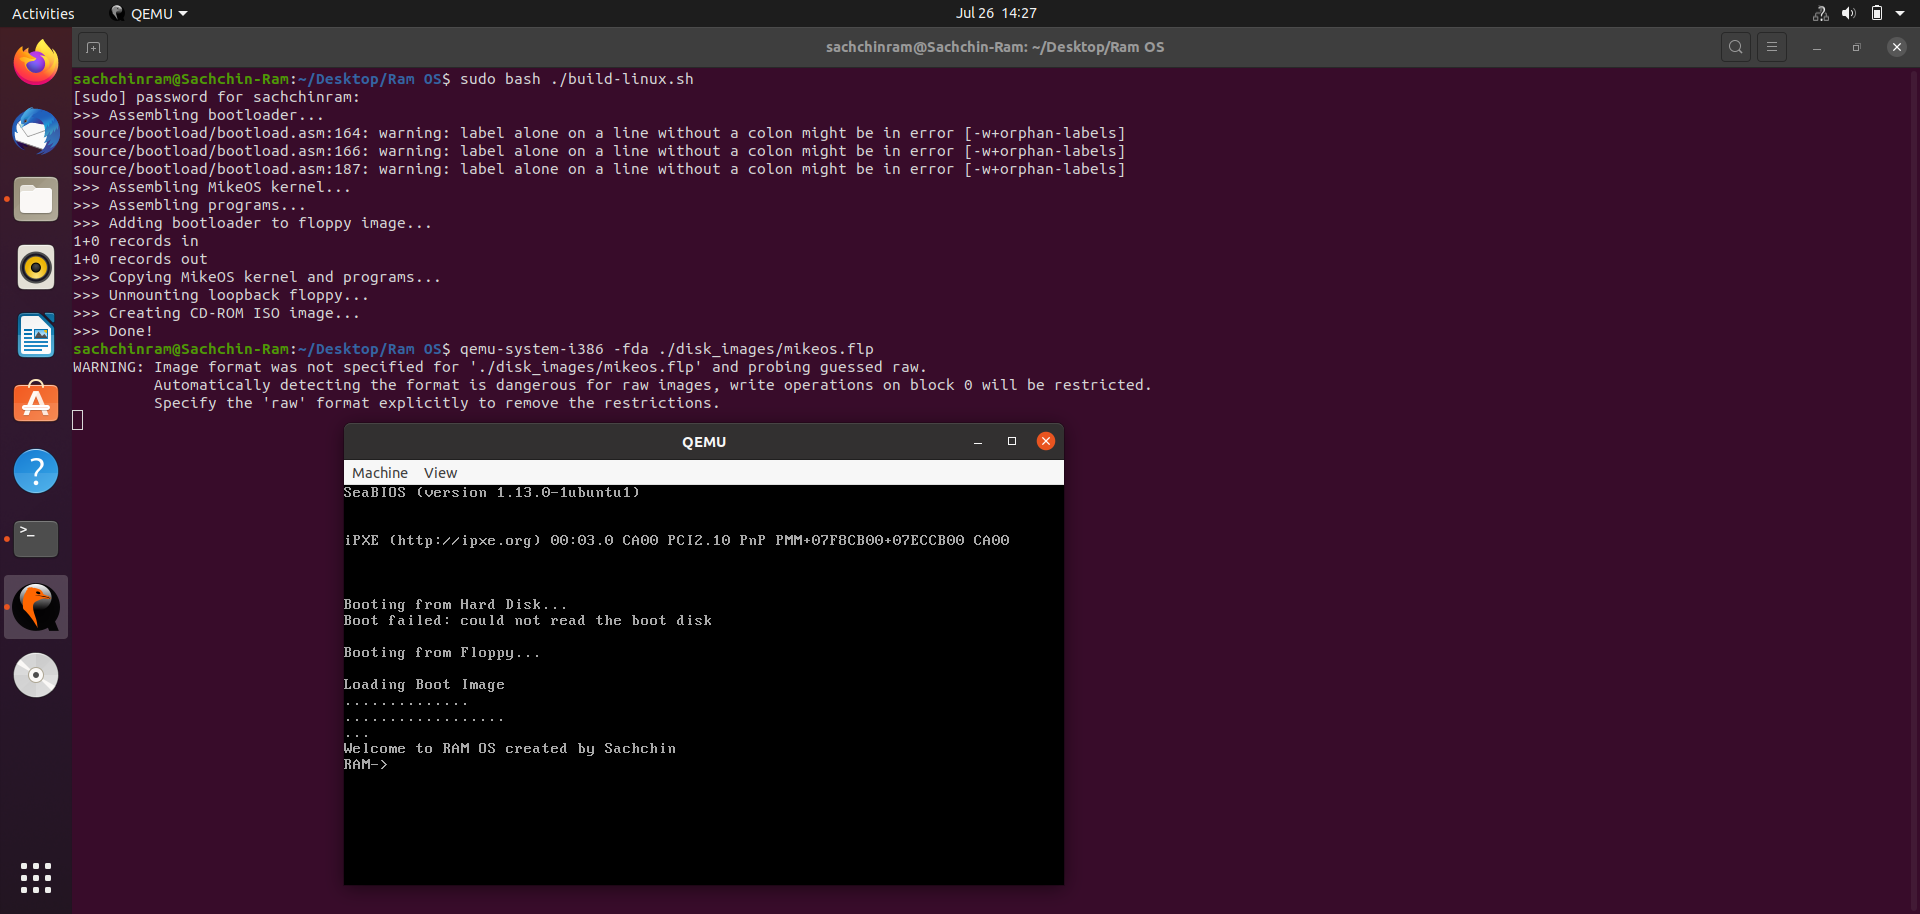 Activities QEMU Jul 26 14:27
sachchinram@Sachchin-Ram: ~/Desktop/Ram OS
sachchinram@Sachchin-Ram:~/Desktop/Ram OS$ sudo bash ./build-linux.sh
[sudo] password for sachchinram:
>>> Assembling bootloader...
source/bootload/bootload.asm:164: warning: label alone on a line without a colon might be in error [-w+orphan-labels]
source/bootload/bootload.asm:166: warning: label alone on a line without a colon might be in error [-w+orphan-labels]
source/bootload/bootload.asm:187: warning: label alone on a line without a colon might be in error [-w+orphan-labels]
>>> Assembling MikeOS kernel...
>>> Assembling programs...
>>> Adding bootloader to floppy image...
1+0 records in
1+0 records out
>>> Copying MikeOS kernel and programs...
>>> Unmounting loopback floppy...
>>> Creating CD-ROM ISO image...
>>> Done!
sachchinram@Sachchin-Ram:~/Desktop/Ram OS$ qemu-system-i386 -fda ./disk_images/mikeos.flp
WARNING: Image format was not specified for './disk_images/mikeos.flp' and probing guessed raw.
Automatically detecting the format is dangerous for raw images, write operations on block 0 will be restricted.
Specify the 'raw' format explicitly to remove the restrictions.
QEMU
Machine View
SeaBIOS (version 1.13.0-1ubuntu1)
iPXE (http://ipxe.org) 00:03.0 CA00 PCI2.10 PnP PMM+07F8CB00+07ECCB00 CA00
Booting from Hard Disk...
Boot failed: could not read the boot disk
Booting from Floppy...
Loading Boot Image
..............
..................
...
Welcome to RAM OS created by Sachchin
RAM->